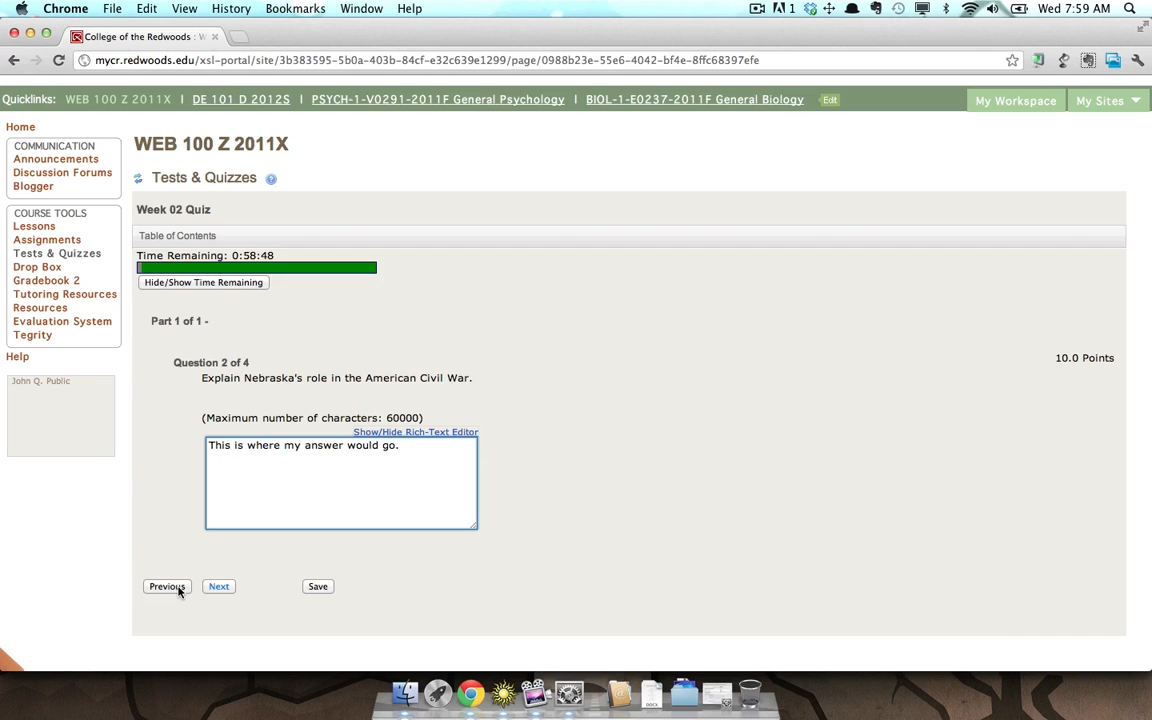 Chrome File Edit View History Bookmarks Window Help
1
Wed 7:59 AM
College of the Redwoods : W
mycr.redwoods.edu/xsl-portal/site/3b383595-5b0a-403b-84cf-e32c639e1299/page/0988b23e-55e6-4042-bf4e-8ffc68397efe
Quicklinks: WEB 100 Z 2011X | DE 101 D 2012S | PSYCH-1-V0291-2011F General Psychology | BIOL-1-E0237-2011F General Biology Edit
My Workspace My Sites
Home
COMMUNICATION
Announcements
Discussion Forums
Blogger
COURSE TOOLS
Lessons
Assignments
Tests & Quizzes
Drop Box
Gradebook 2
Tutoring Resources
Resources
Evaluation System
Tegrity
Help
John Q. Public
WEB 100 Z 2011X
Tests & Quizzes
Week 02 Quiz
Table of Contents
Time Remaining: 0:58:48
Hide/Show Time Remaining
Part 1 of 1 -
Question 2 of 4
10.0 Points
Explain Nebraska's role in the American Civil War.
(Maximum number of characters: 60000)
Show/Hide Rich-Text Editor
This is where my answer would go.
Previous Next Save